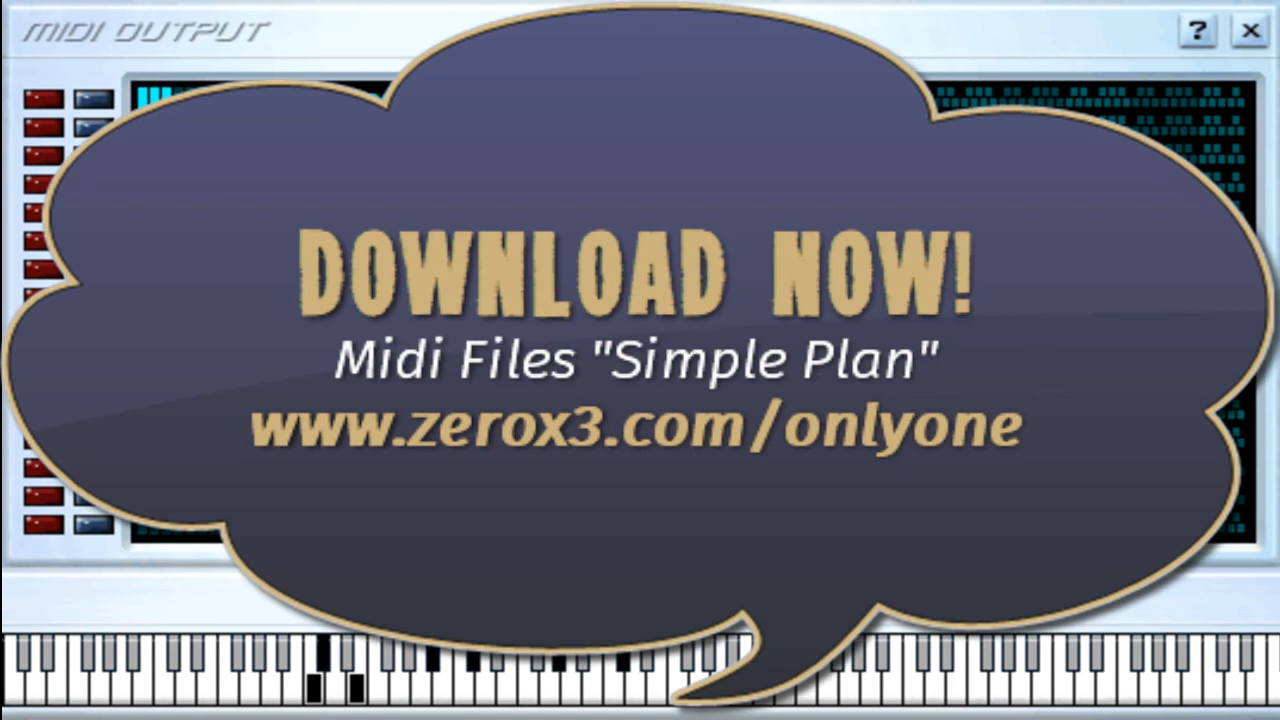 MIDI OUTPUT
?
DOWNLOAD NOW!
Midi Files "Simple Plan"
www.zerox3.com/onlyone